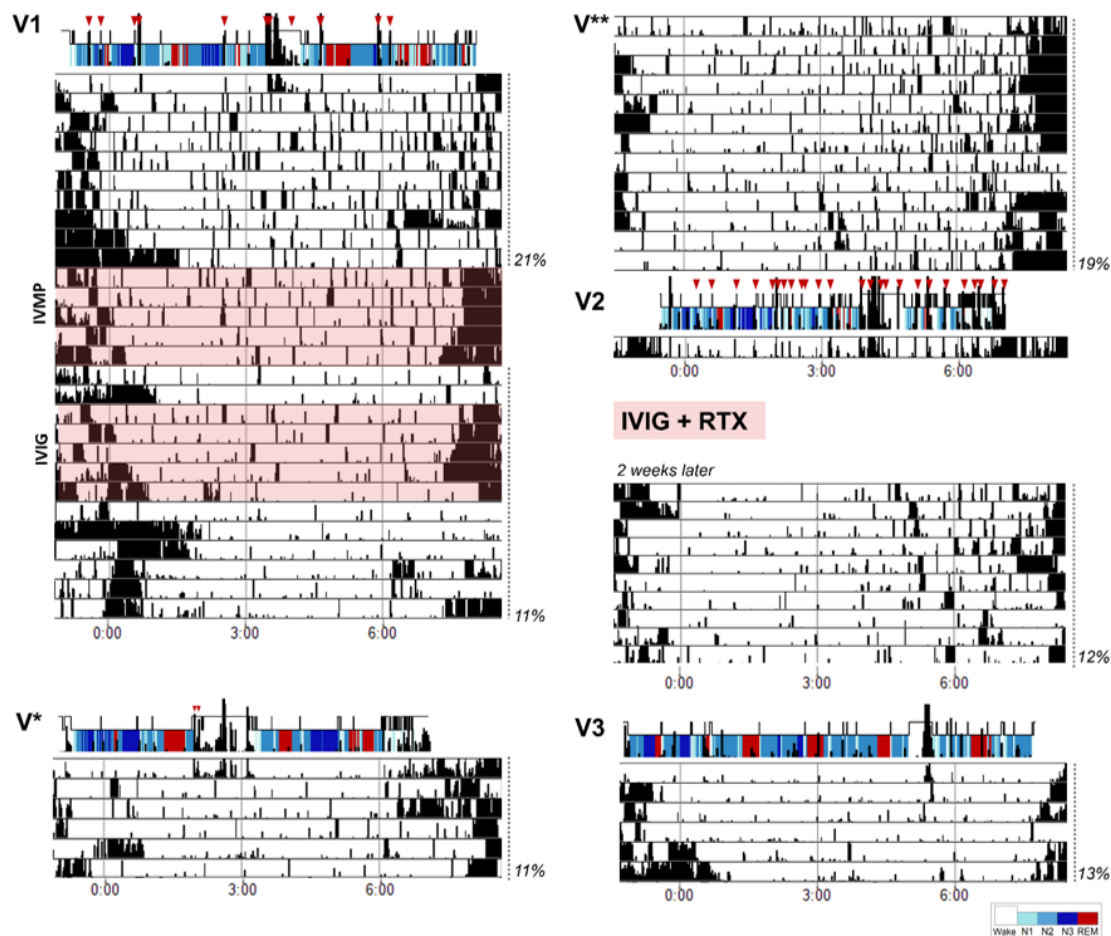 V1
21%
IVMP
IVIG
11%
0:00 3:00 6:00
V*
11%
0:00 3:00 6:00
V**
19%
V2
0:00 3:00 6:00
IVIG + RTX
2 weeks later
12%
0:00 3:00 6:00
V3
13%
0:00 3:00 6:00
Wake N1 N2 N3 REM